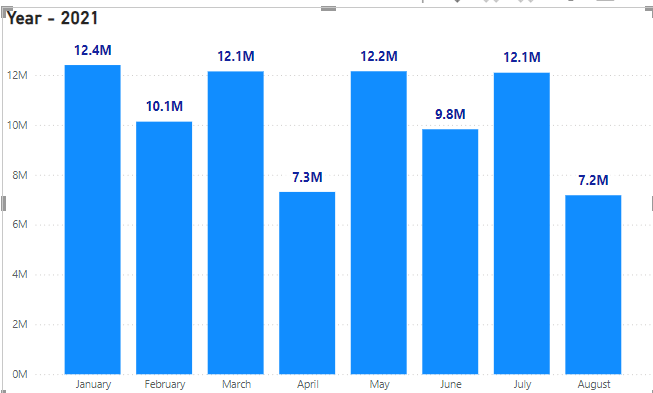 Year - 2021
12.4M
10.1M
12.1M
7.3M
12.2M
9.8M
12.1M
7.2M
12M
10M
8M
6M
4M
2M
0M
January February March April May June July August